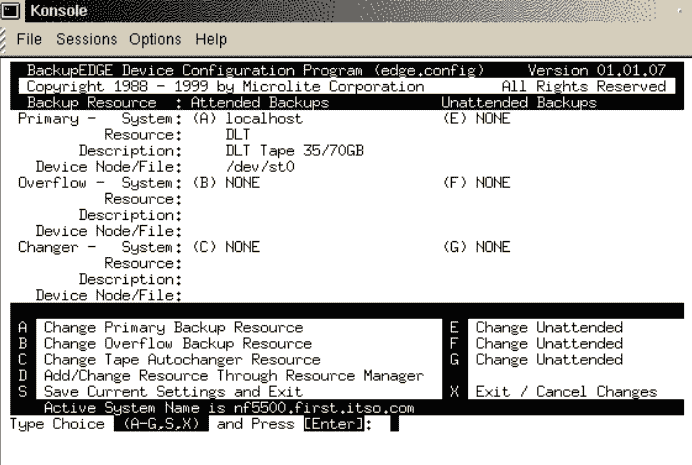 Konsole
File Sessions Options Help
BackupEDGE Device Configuration Program (edge.config) Version 01.01.07
Copyright 1988 - 1999 by Microlite Corporation All Rights Reserved
Backup Resource : Attended Backups Unattended Backups
Primary - System: (A) localhost (E) NONE
Resource: DLT
Description: DLT Tape 35/70GB
Device Node/File: /dev/st0
Overflow - System: (B) NONE (F) NONE
Resource:
Description:
Device Node/File:
Changer - System: (C) NONE (G) NONE
Resource:
Description:
Device Node/File:
A Change Primary Backup Resource E Change Unattended
B Change Overflow Backup Resource F Change Unattended
C Change Tape Autochanger Resource G Change Unattended
D Add/Change Resource Through Resource Manager
S Save Current Settings and Exit X Exit / Cancel Changes
Active System Name is nf5500.first.itso.com
Type Choice (A-G,S,X) and Press [Enter]: